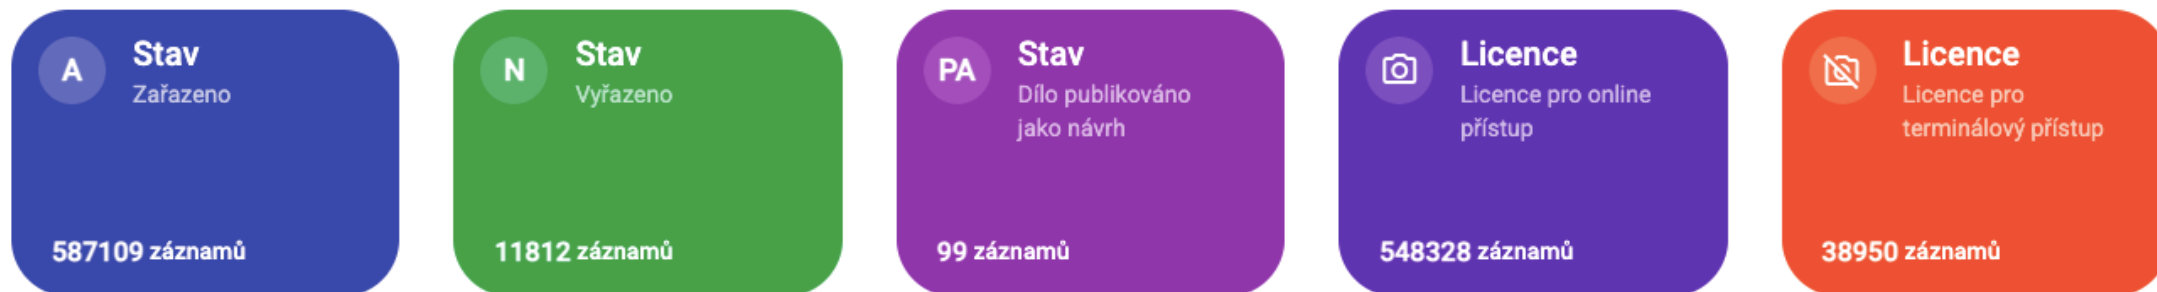 A
Stav
Zařazeno
587109 záznamů
N
Stav
Vyřazeno
11812 záznamů
PA
Stav
Dílo publikováno
jako návrh
99 záznamů
Licence
Licence pro online
přístup
548328 záznamů
Licence
Licence pro
terminálový přístup
38950 záznamů